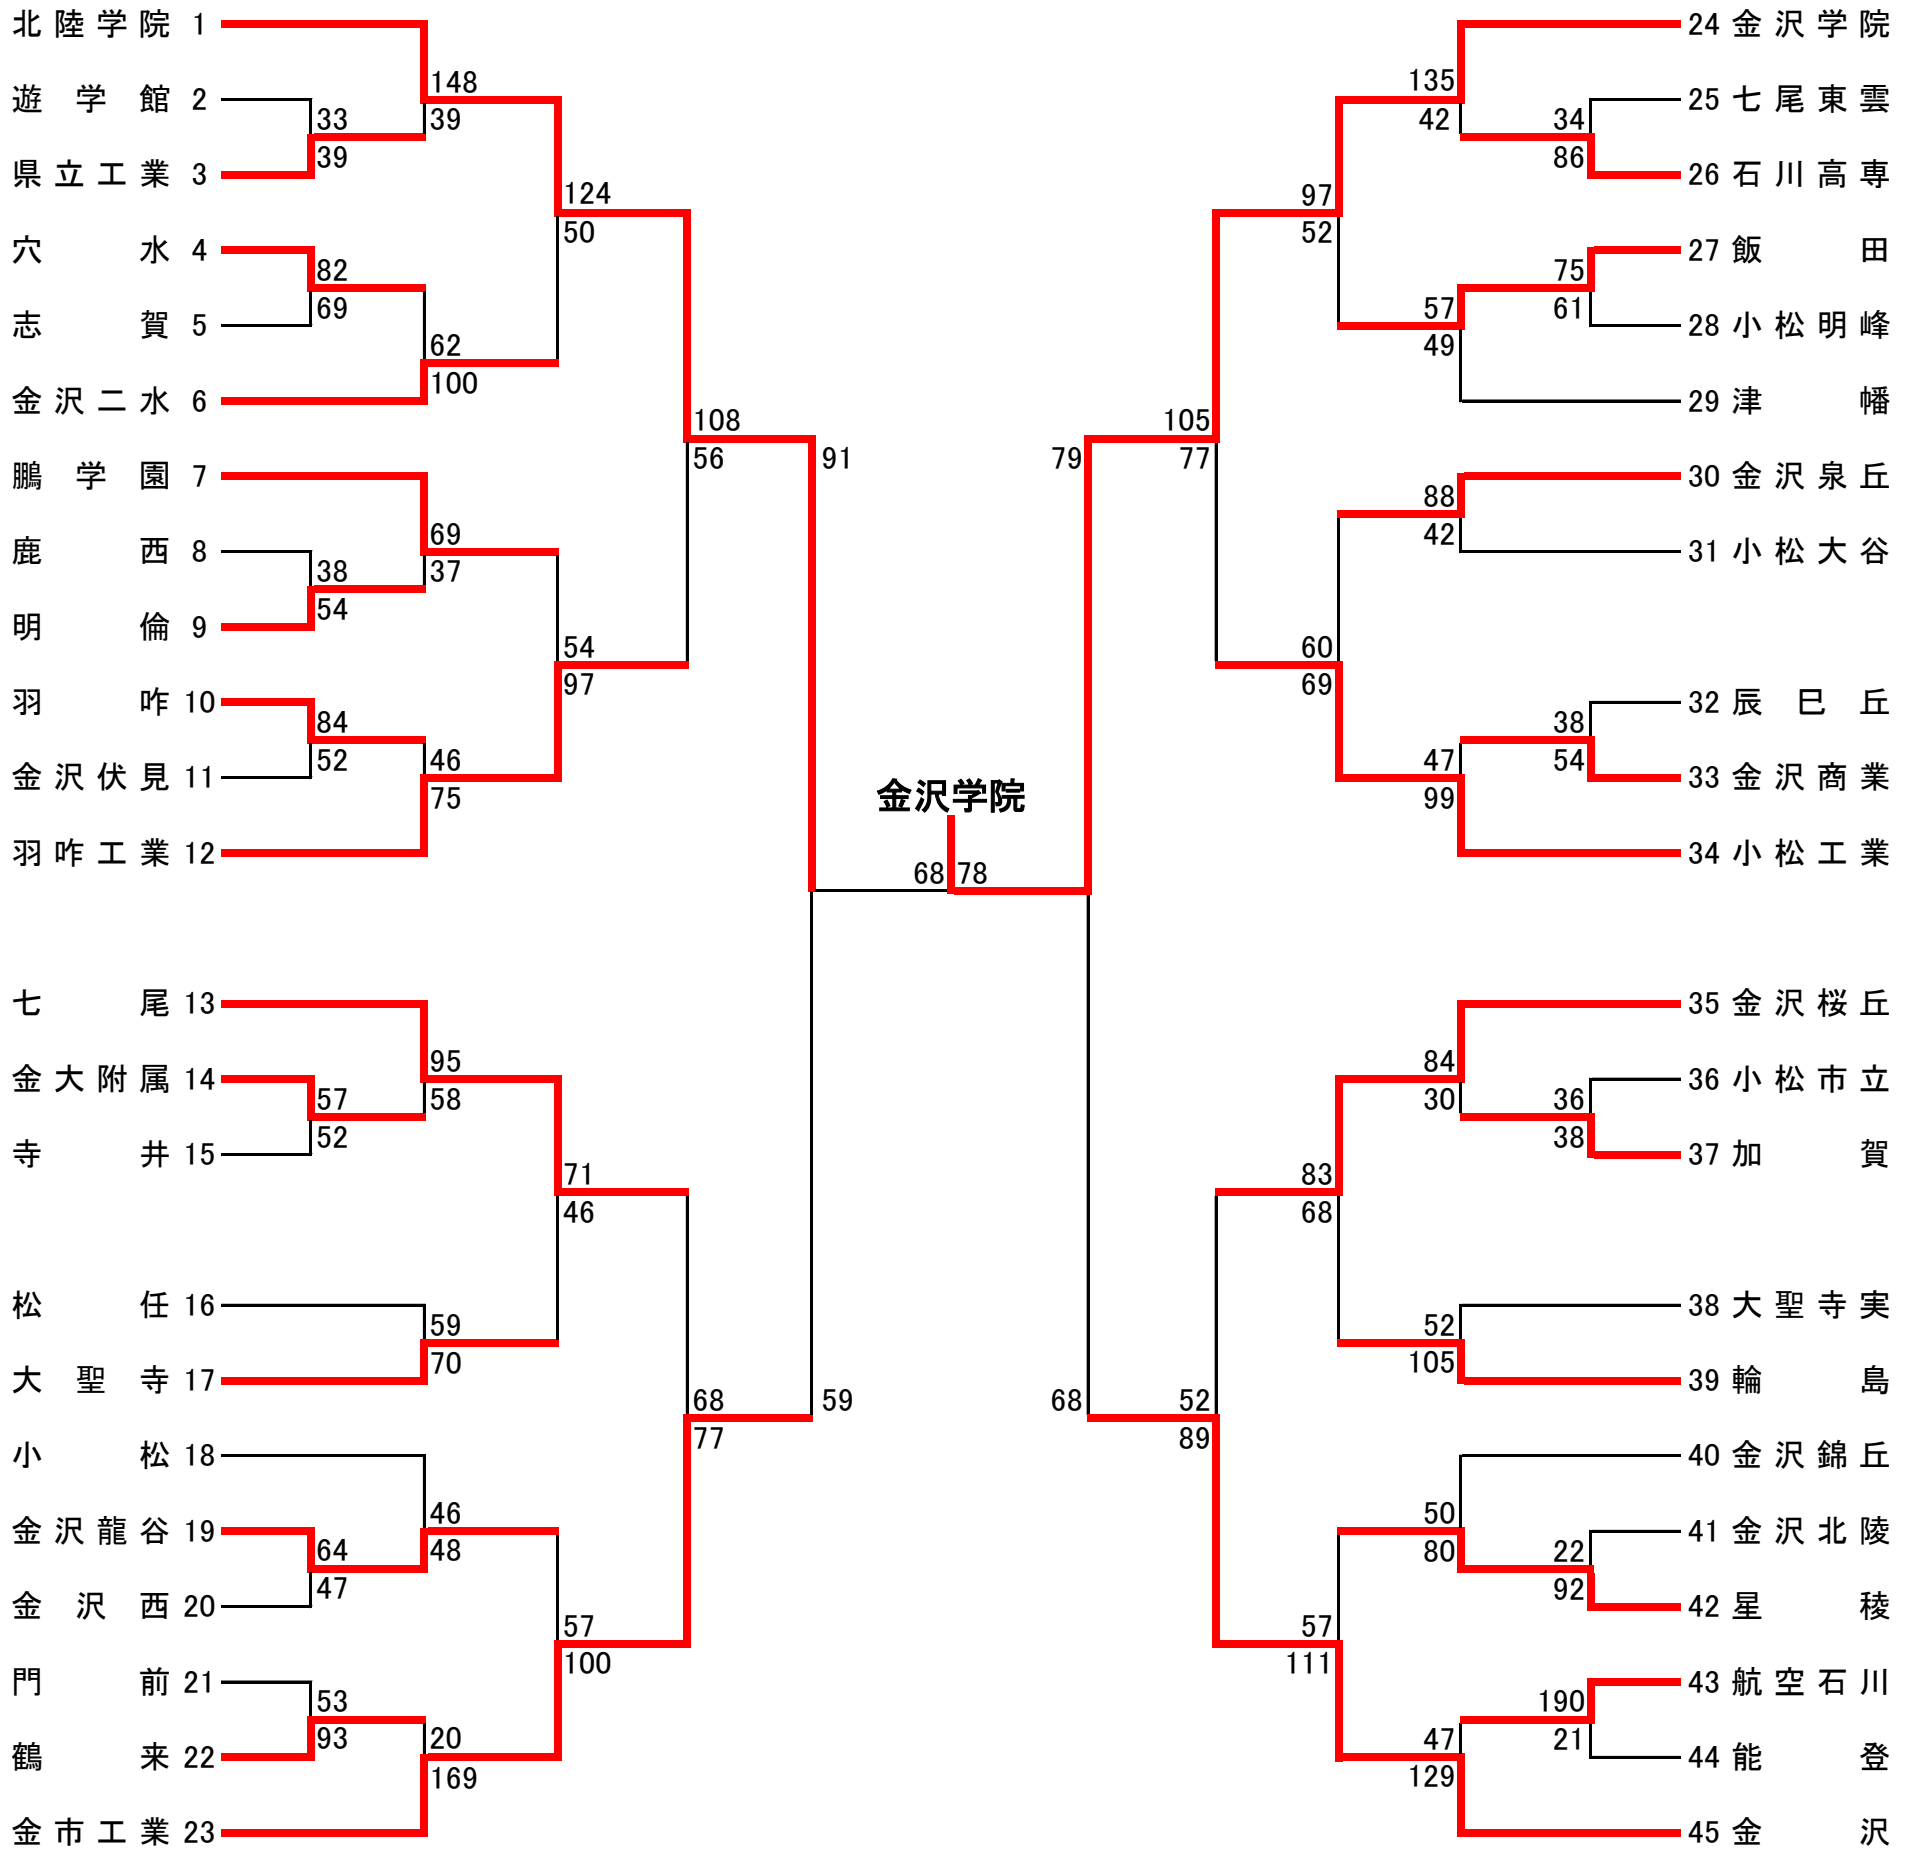 北陸学院 1
遊学館 2
県立工業 3
穴水 4
志賀 5
金沢二水 6
鵬学園 7
鹿西 8
明倫 9
羽咋 10
金沢伏見 11
羽咋工業 12
七尾 13
金大附属 14
寺井 15
松任 16
大聖寺 17
小松 18
金沢龍谷 19
金沢西 20
門前 21
鶴来 22
金市工業 23
33
39
82
69
38
54
84
52
57
52
64
47
53
93
148
39
62
100
69
37
46
75
95
58
59
70
46
48
20
169
124
50
54
97
71
46
57
100
108
56
68
77
91
59
金沢学院
68 78
79
68
105
77
52
89
97
52
60
69
83
68
57
111
135
42
57
49
88
42
47
99
84
30
52
105
50
80
47
129
34
86
75
61
38
54
36
38
22
92
190
21
24 金沢学院
25 七尾東雲
26 石川高専
27 飯田
28 小松明峰
29 津幡
30 金沢泉丘
31 小松大谷
32 辰巳丘
33 金沢商業
34 小松工業
35 金沢桜丘
36 小松市立
37 加賀
38 大聖寺実
39 輪島
40 金沢錦丘
41 金沢北陵
42 星稜
43 航空石川
44 能登
45 金沢